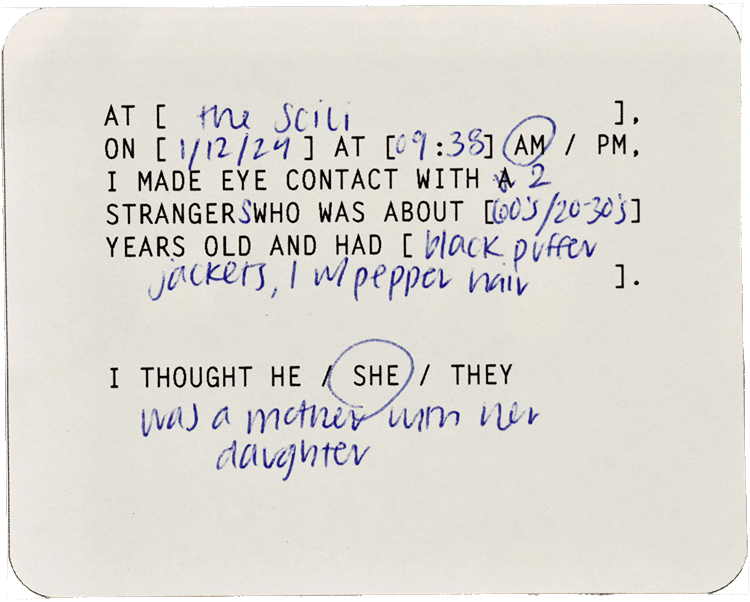 AT [ the Scili ],
ON [ 1/12/24 ] AT [09:38] AM / PM,
I MADE EYE CONTACT WITH A 2
STRANGERS WHO WAS ABOUT [60's/20-30's]
YEARS OLD AND HAD [ black puffer
jackets, 1 w/ pepper hair ].
I THOUGHT HE / SHE / THEY
was a mother with her
daughter